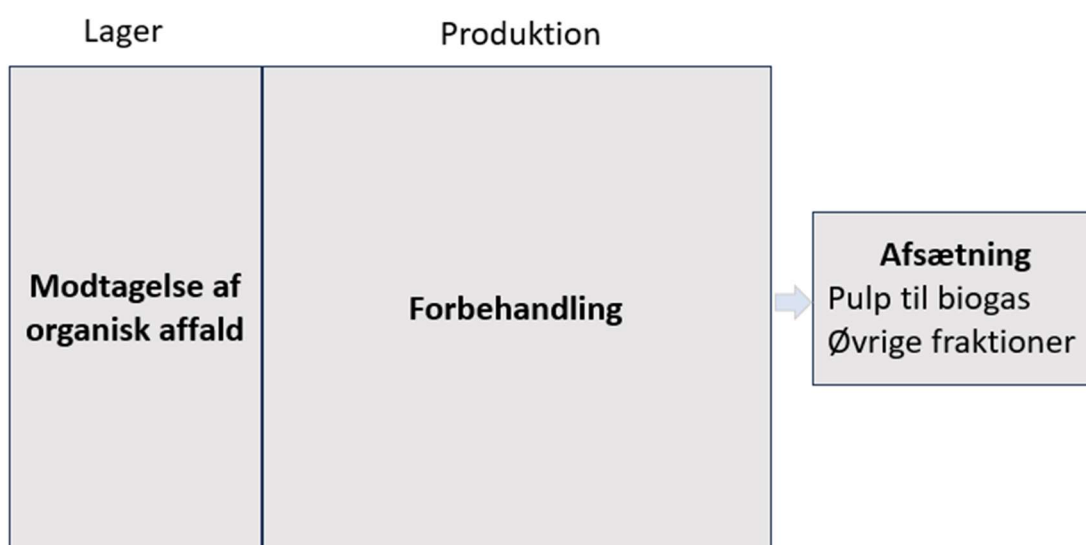 Lager
Produktion
Modtagelse af
organisk affald
Forbehandling
Afsætning
Pulp til biogas
Øvrige fraktioner